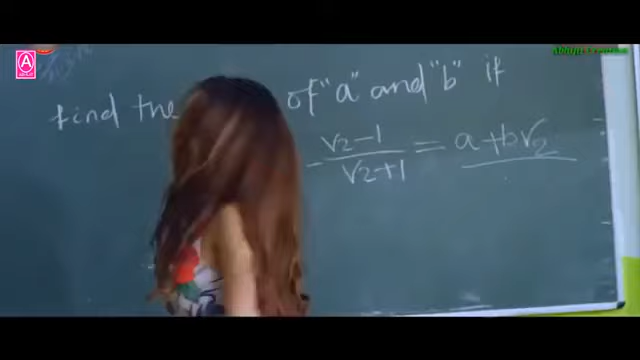 find the of "a" and "b" if
√2-1/√2+1 = a+b√2
A